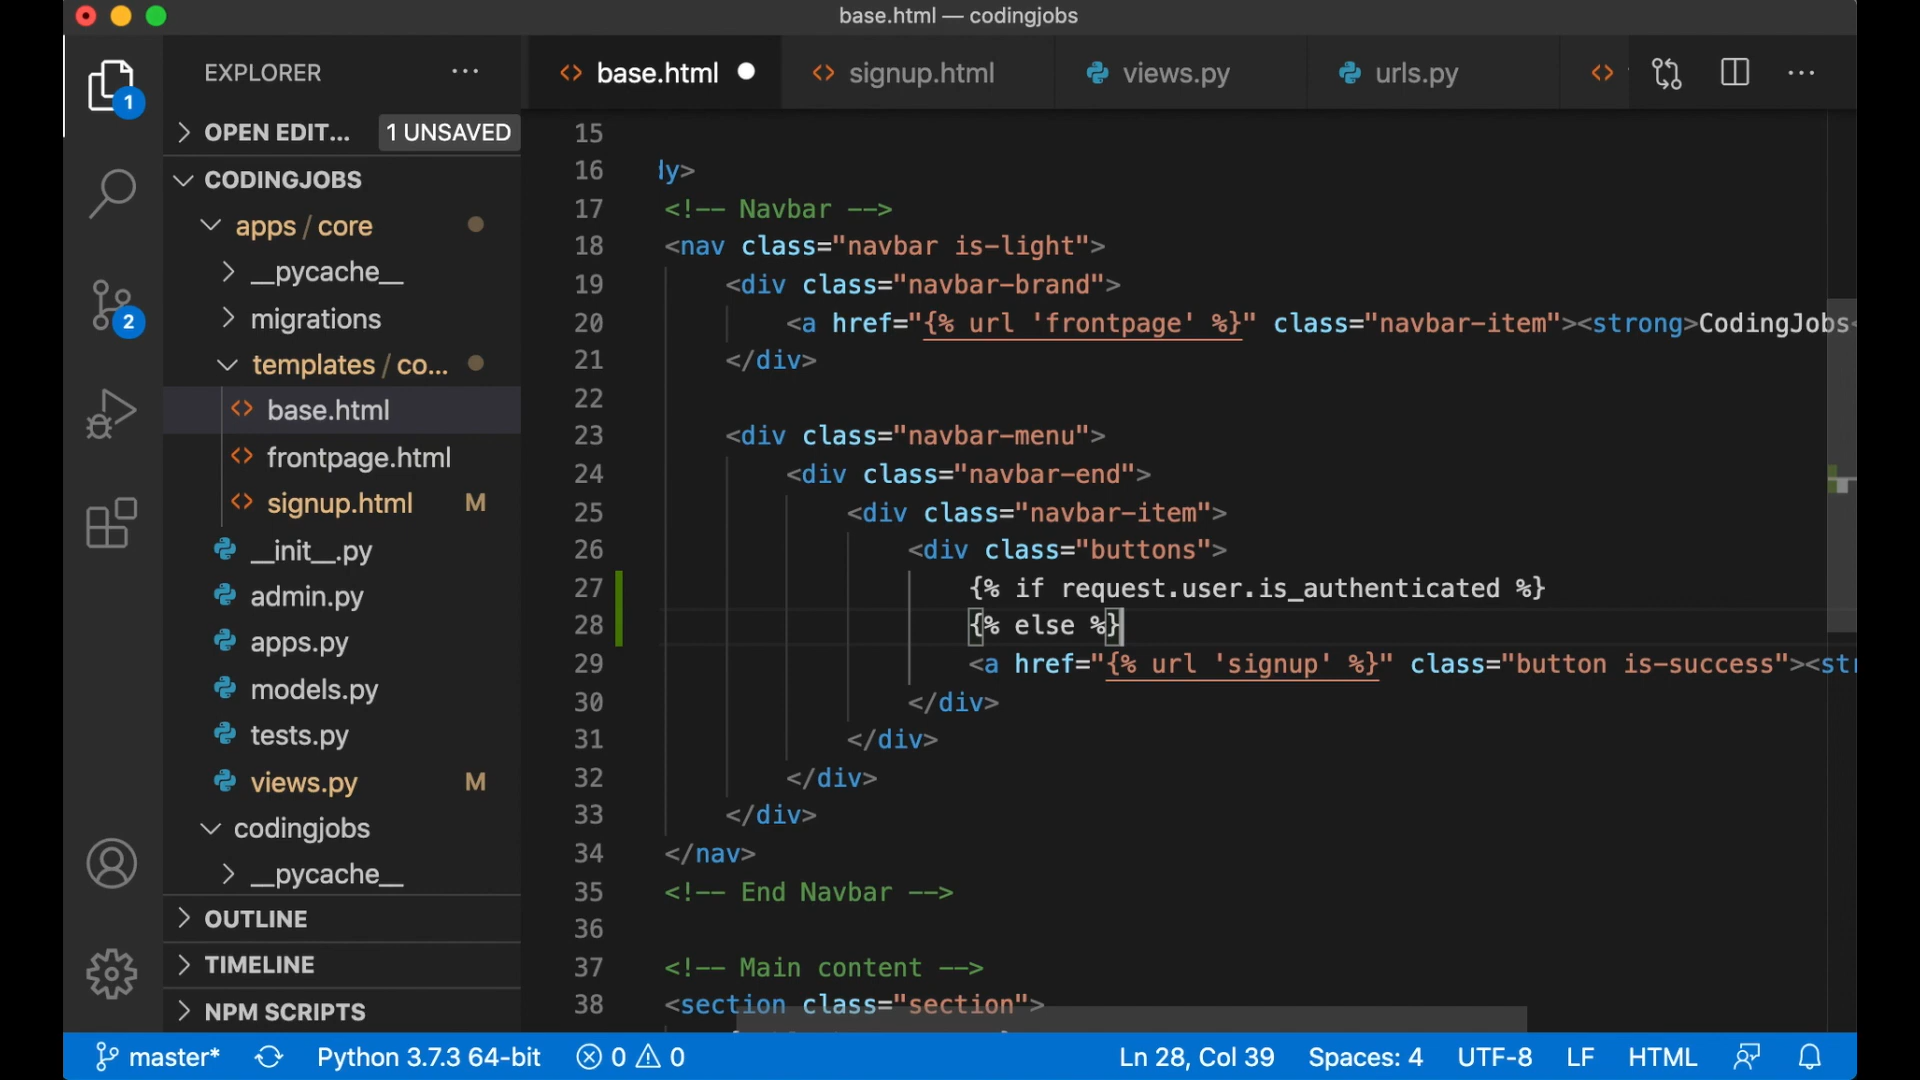 base.html — codingjobs
EXPLORER
base.html
signup.html
views.py
urls.py
1
OPEN EDIT...
1 UNSAVED
CODINGJOBS
apps / core
__pycache__
migrations
templates / co...
base.html
frontpage.html
signup.html M
__init__.py
admin.py
apps.py
models.py
tests.py
views.py M
codingjobs
__pycache__
OUTLINE
TIMELINE
NPM SCRIPTS
2
15
16 dy>
17 <!-- Navbar -->
18 <nav class="navbar is-light">
19 <div class="navbar-brand">
20 <a href="{% url 'frontpage' %}" class="navbar-item"><strong>CodingJobs<
21 </div>
22
23 <div class="navbar-menu">
24 <div class="navbar-end">
25 <div class="navbar-item">
26 <div class="buttons">
27 {% if request.user.is_authenticated %}
28 {% else %}
29 <a href="{% url 'signup' %}" class="button is-success"><str
30 </div>
31 </div>
32 </div>
33 </div>
34 </nav>
35 <!-- End Navbar -->
36
37 <!-- Main content -->
38 <section class="section">
master*
Python 3.7.3 64-bit
0
0
Ln 28, Col 39
Spaces: 4
UTF-8
LF
HTML